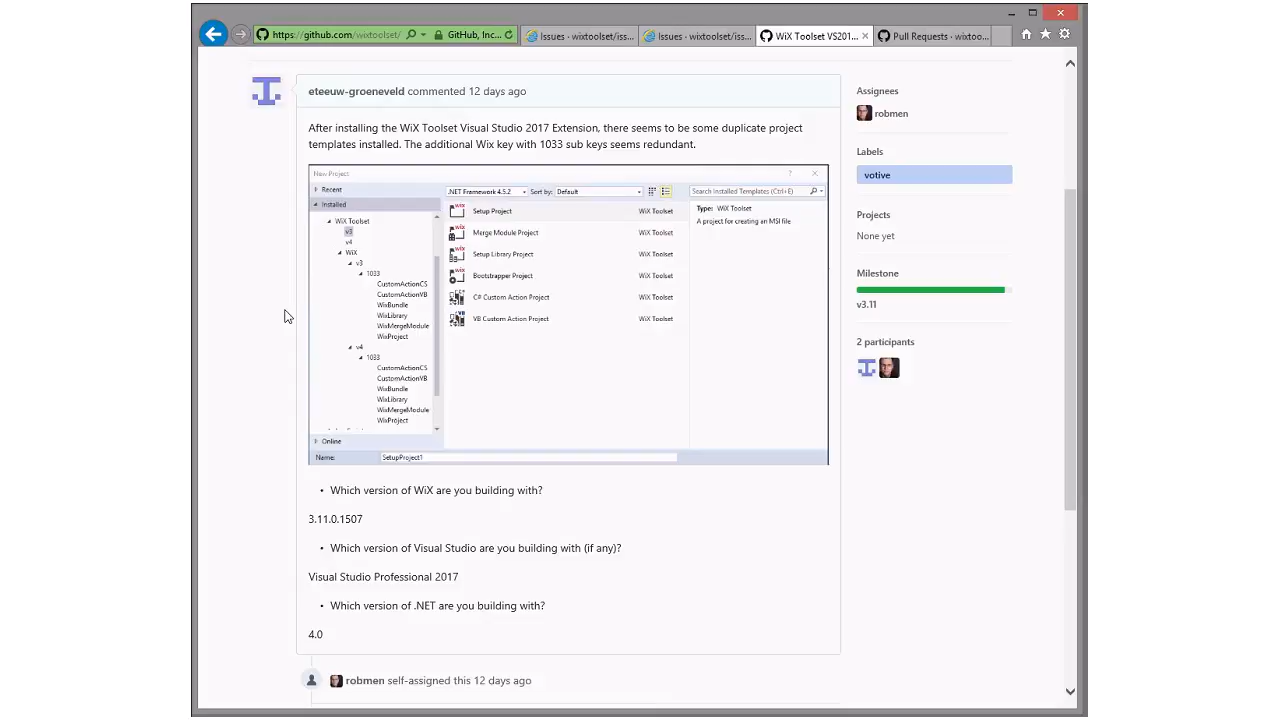 https://github.com/wixtoolset/
GitHub, Inc...
Issues · wixtoolset/iss...
Issues · wixtoolset/iss...
WiX Toolset VS201...
Pull Requests · wixtoo...
eteeuw-groeneveld commented 12 days ago
After installing the WiX Toolset Visual Studio 2017 Extension, there seems to be some duplicate project
templates installed. The additional Wix key with 1033 sub keys seems redundant.
New Project
Recent
.NET Framework 4.5.2
Sort by: Default
Search Installed Templates (Ctrl+E)
Installed
WiX Toolset
v3
v4
WiX
v3
1033
CustomActionCS
CustomActionVB
WixBundle
WixLibrary
WixMergeModule
WixProject
v4
1033
CustomActionCS
CustomActionVB
WixBundle
WixLibrary
WixMergeModule
WixProject
Online
Setup Project WiX Toolset
Merge Module Project WiX Toolset
Setup Library Project WiX Toolset
Bootstrapper Project WiX Toolset
C# Custom Action Project WiX Toolset
VB Custom Action Project WiX Toolset
Type: WiX Toolset
A project for creating an MSI file
Name: SetupProject1
• Which version of WiX are you building with?
3.11.0.1507
• Which version of Visual Studio are you building with (if any)?
Visual Studio Professional 2017
• Which version of .NET are you building with?
4.0
robmen self-assigned this 12 days ago
Assignees
robmen
Labels
votive
Projects
None yet
Milestone
v3.11
2 participants